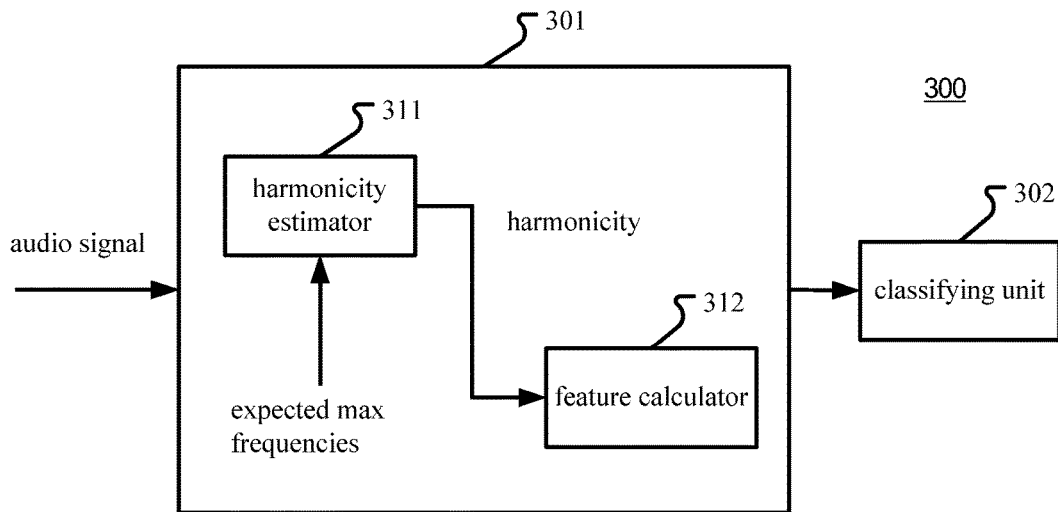 301
300
311
harmonicity
estimator
harmonicity
302
audio signal
classifying unit
312
feature calculator
expected max
frequencies